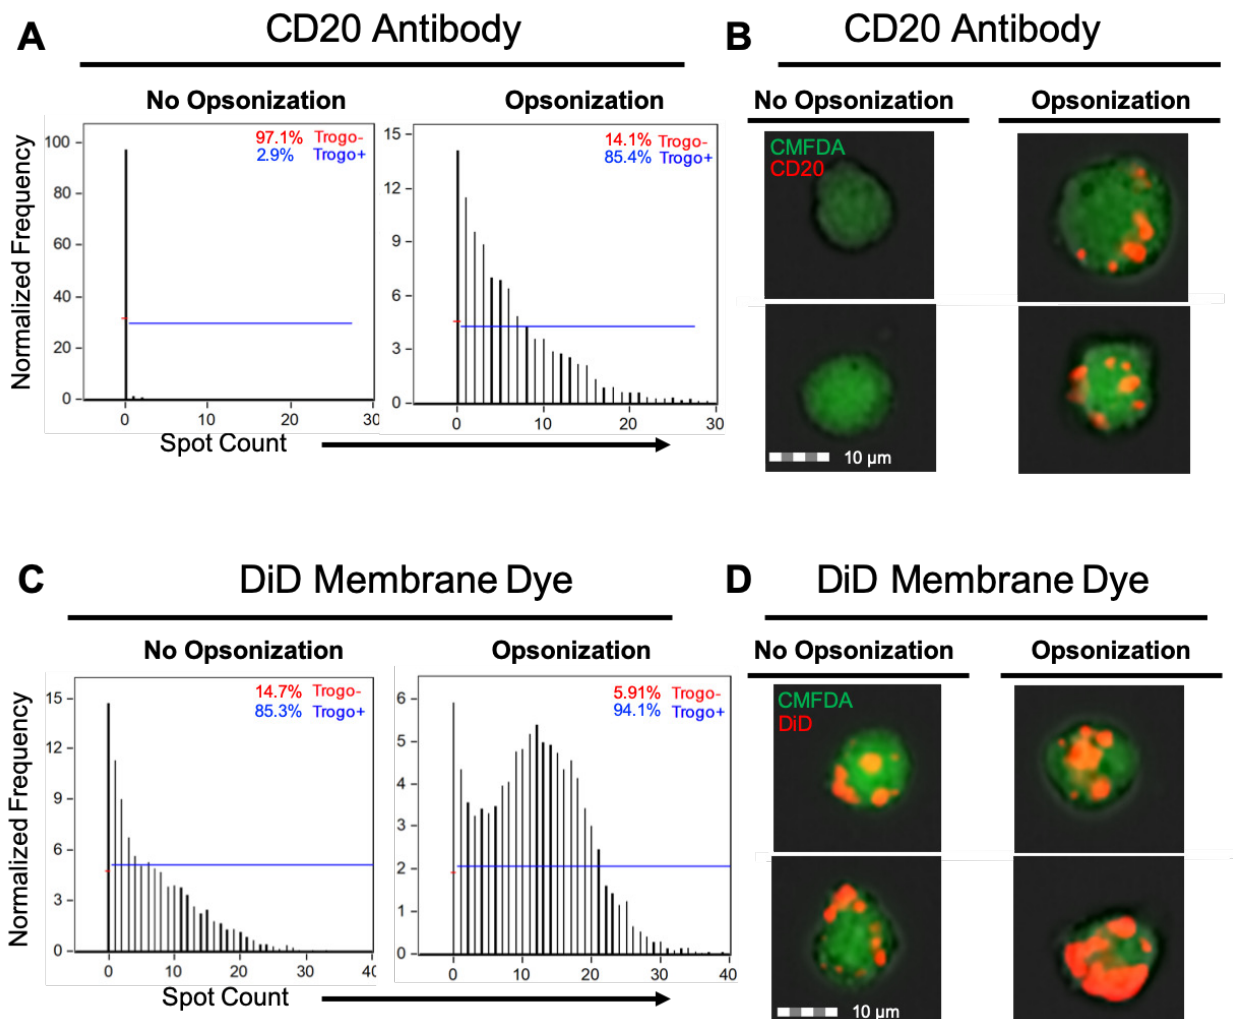 A
CD20 Antibody
No Opsonization
Opsonization
Normalized Frequency
100
80
60
40
20
0
97.1% Trogo-
2.9% Trogo+
0
10
20
30
15
12
9
6
3
0
14.1% Trogo-
85.4% Trogo+
0
10
20
30
Spot Count
B
CD20 Antibody
No Opsonization
Opsonization
CMFDA
CD20
10 µm
C
DiD Membrane Dye
No Opsonization
Opsonization
Normalized Frequency
15
12
9
6
3
0
14.7% Trogo-
85.3% Trogo+
0
10
20
30
40
6
5
4
3
2
1
0
5.91% Trogo-
94.1% Trogo+
0
10
20
30
40
Spot Count
D
DiD Membrane Dye
No Opsonization
Opsonization
CMFDA
DiD
10 µm